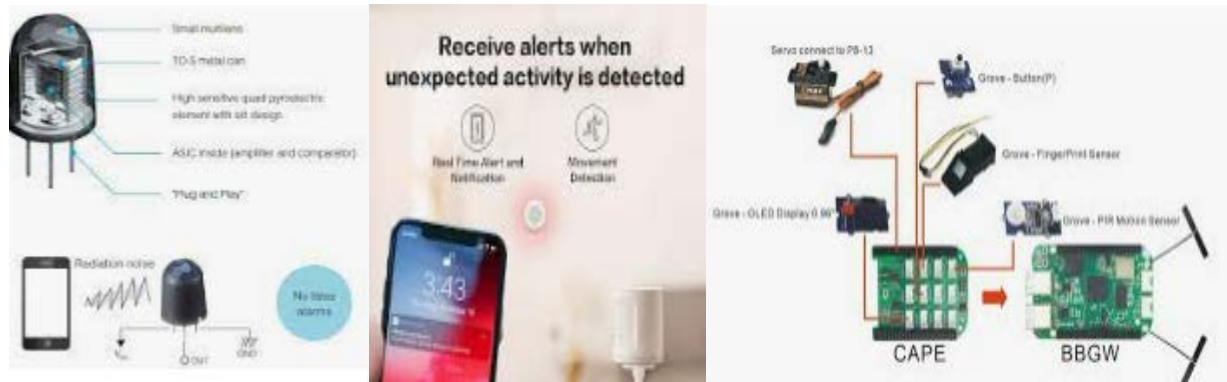 Small multilens
TO-5 metal can
High sensitive quad pyroelectric
element with slit design
ASIC inside (amplifier and comparator)
"Plug and Play"
Radiation noise
No false
alarms
OUT
GND
Receive alerts when
unexpected activity is detected
Real Time Alert and
Notification
Movement
Detection
3:43
Servo connect to P9-13
Grove - Button(P)
Grove - FingerPrint Sensor
Grove - OLED Display 0.96"
Grove - PIR Motion Sensor
CAPE
BBGW